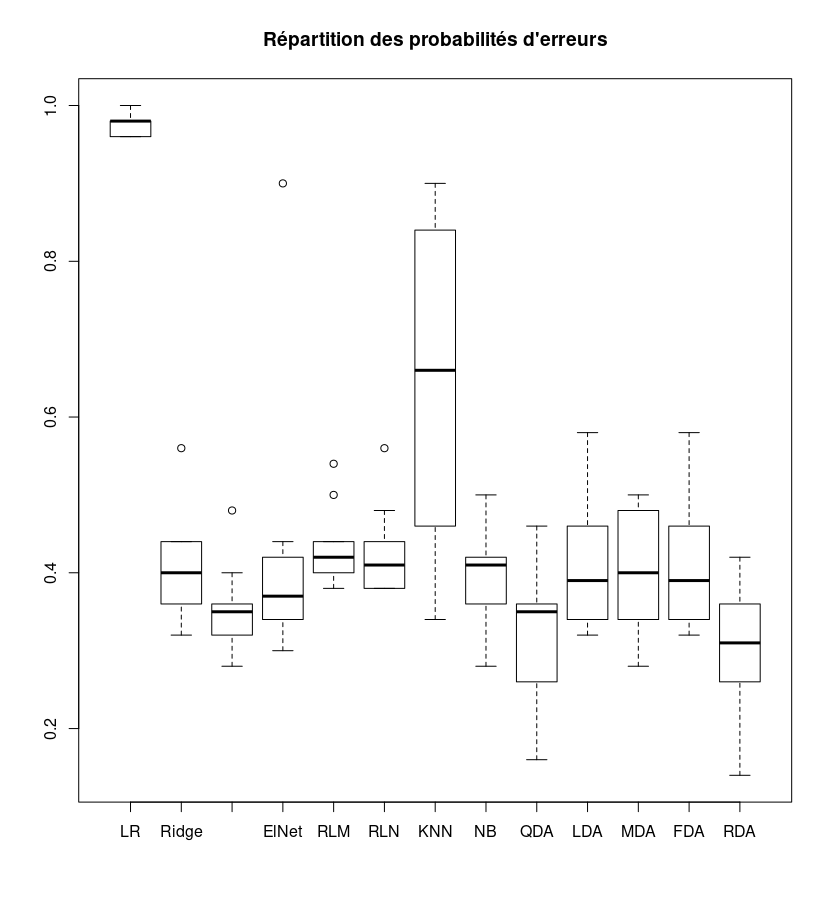 Répartition des probabilités d'erreurs
1.0
0.8
0.6
0.4
0.2
LR Ridge ElNet RLM RLN KNN NB QDA LDA MDA FDA RDA